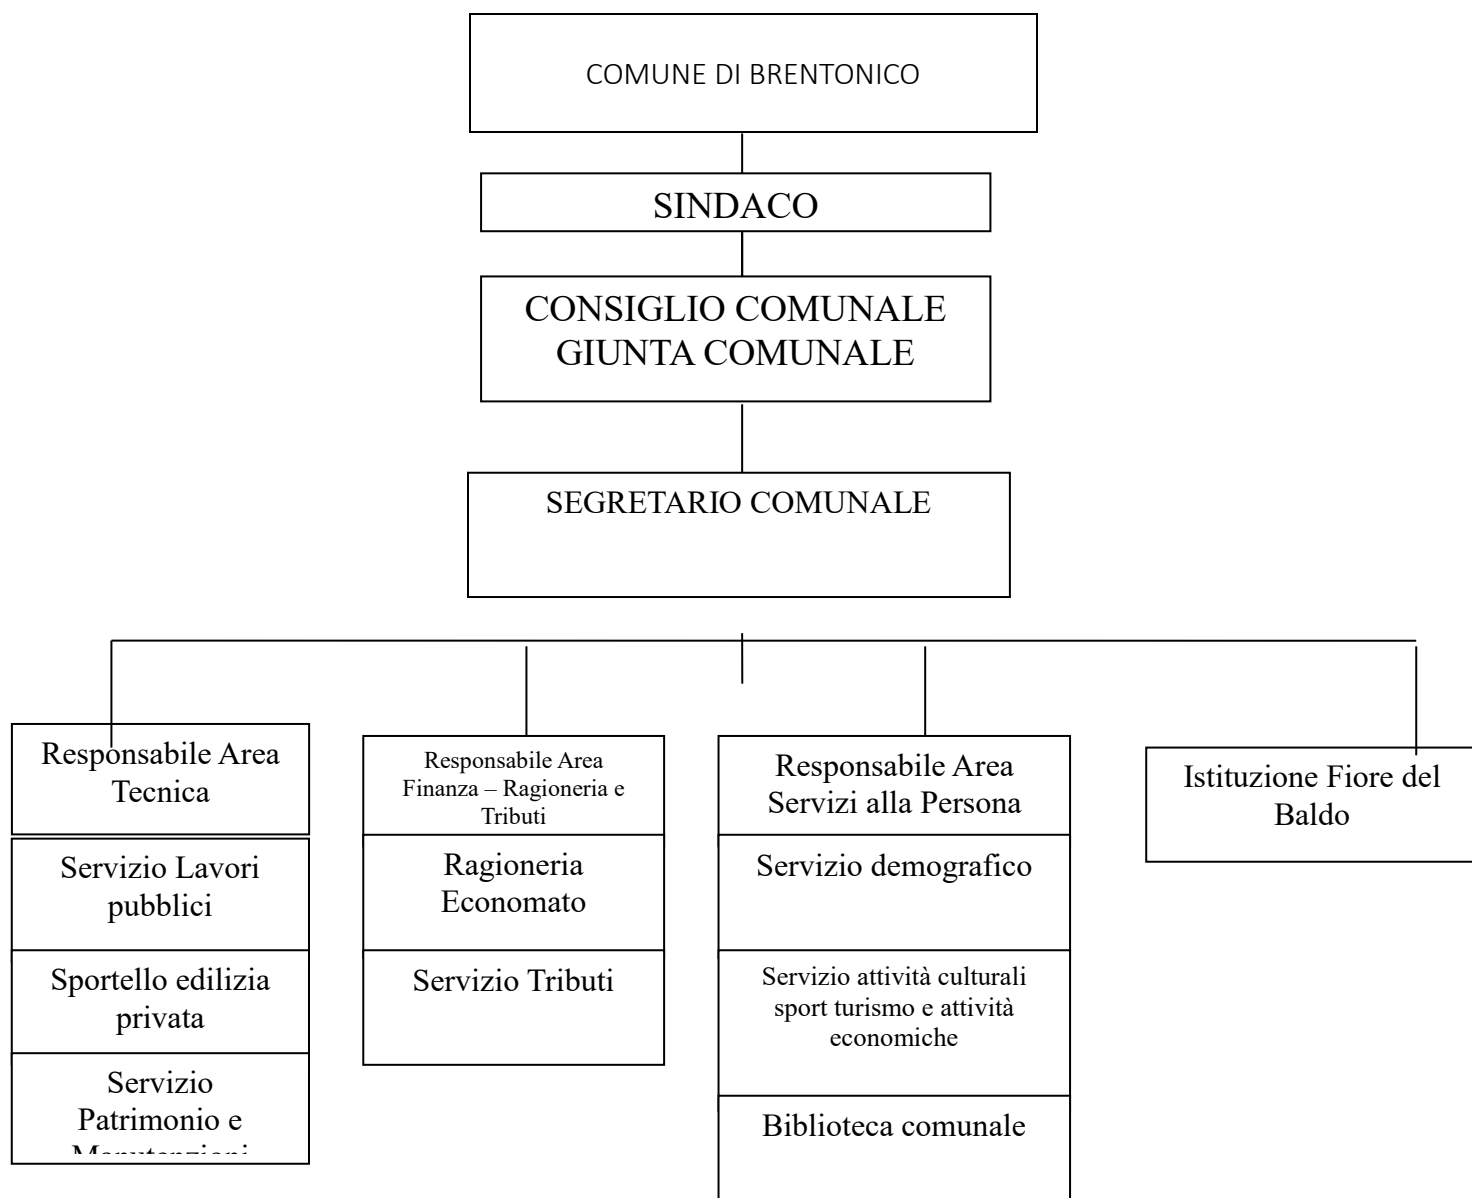 COMUNE DI BRENTONICO
SINDACO
CONSIGLIO COMUNALE
GIUNTA COMUNALE
SEGRETARIO COMUNALE
Responsabile Area
Tecnica
Servizio Lavori
pubblici
Sportello edilizia
privata
Servizio
Patrimonio e
Manutenzioni
Responsabile Area
Finanza – Ragioneria e
Tributi
Ragioneria
Economato
Servizio Tributi
Responsabile Area
Servizi alla Persona
Servizio demografico
Servizio attività culturali
sport turismo e attività
economiche
Biblioteca comunale
Istituzione Fiore del
Baldo